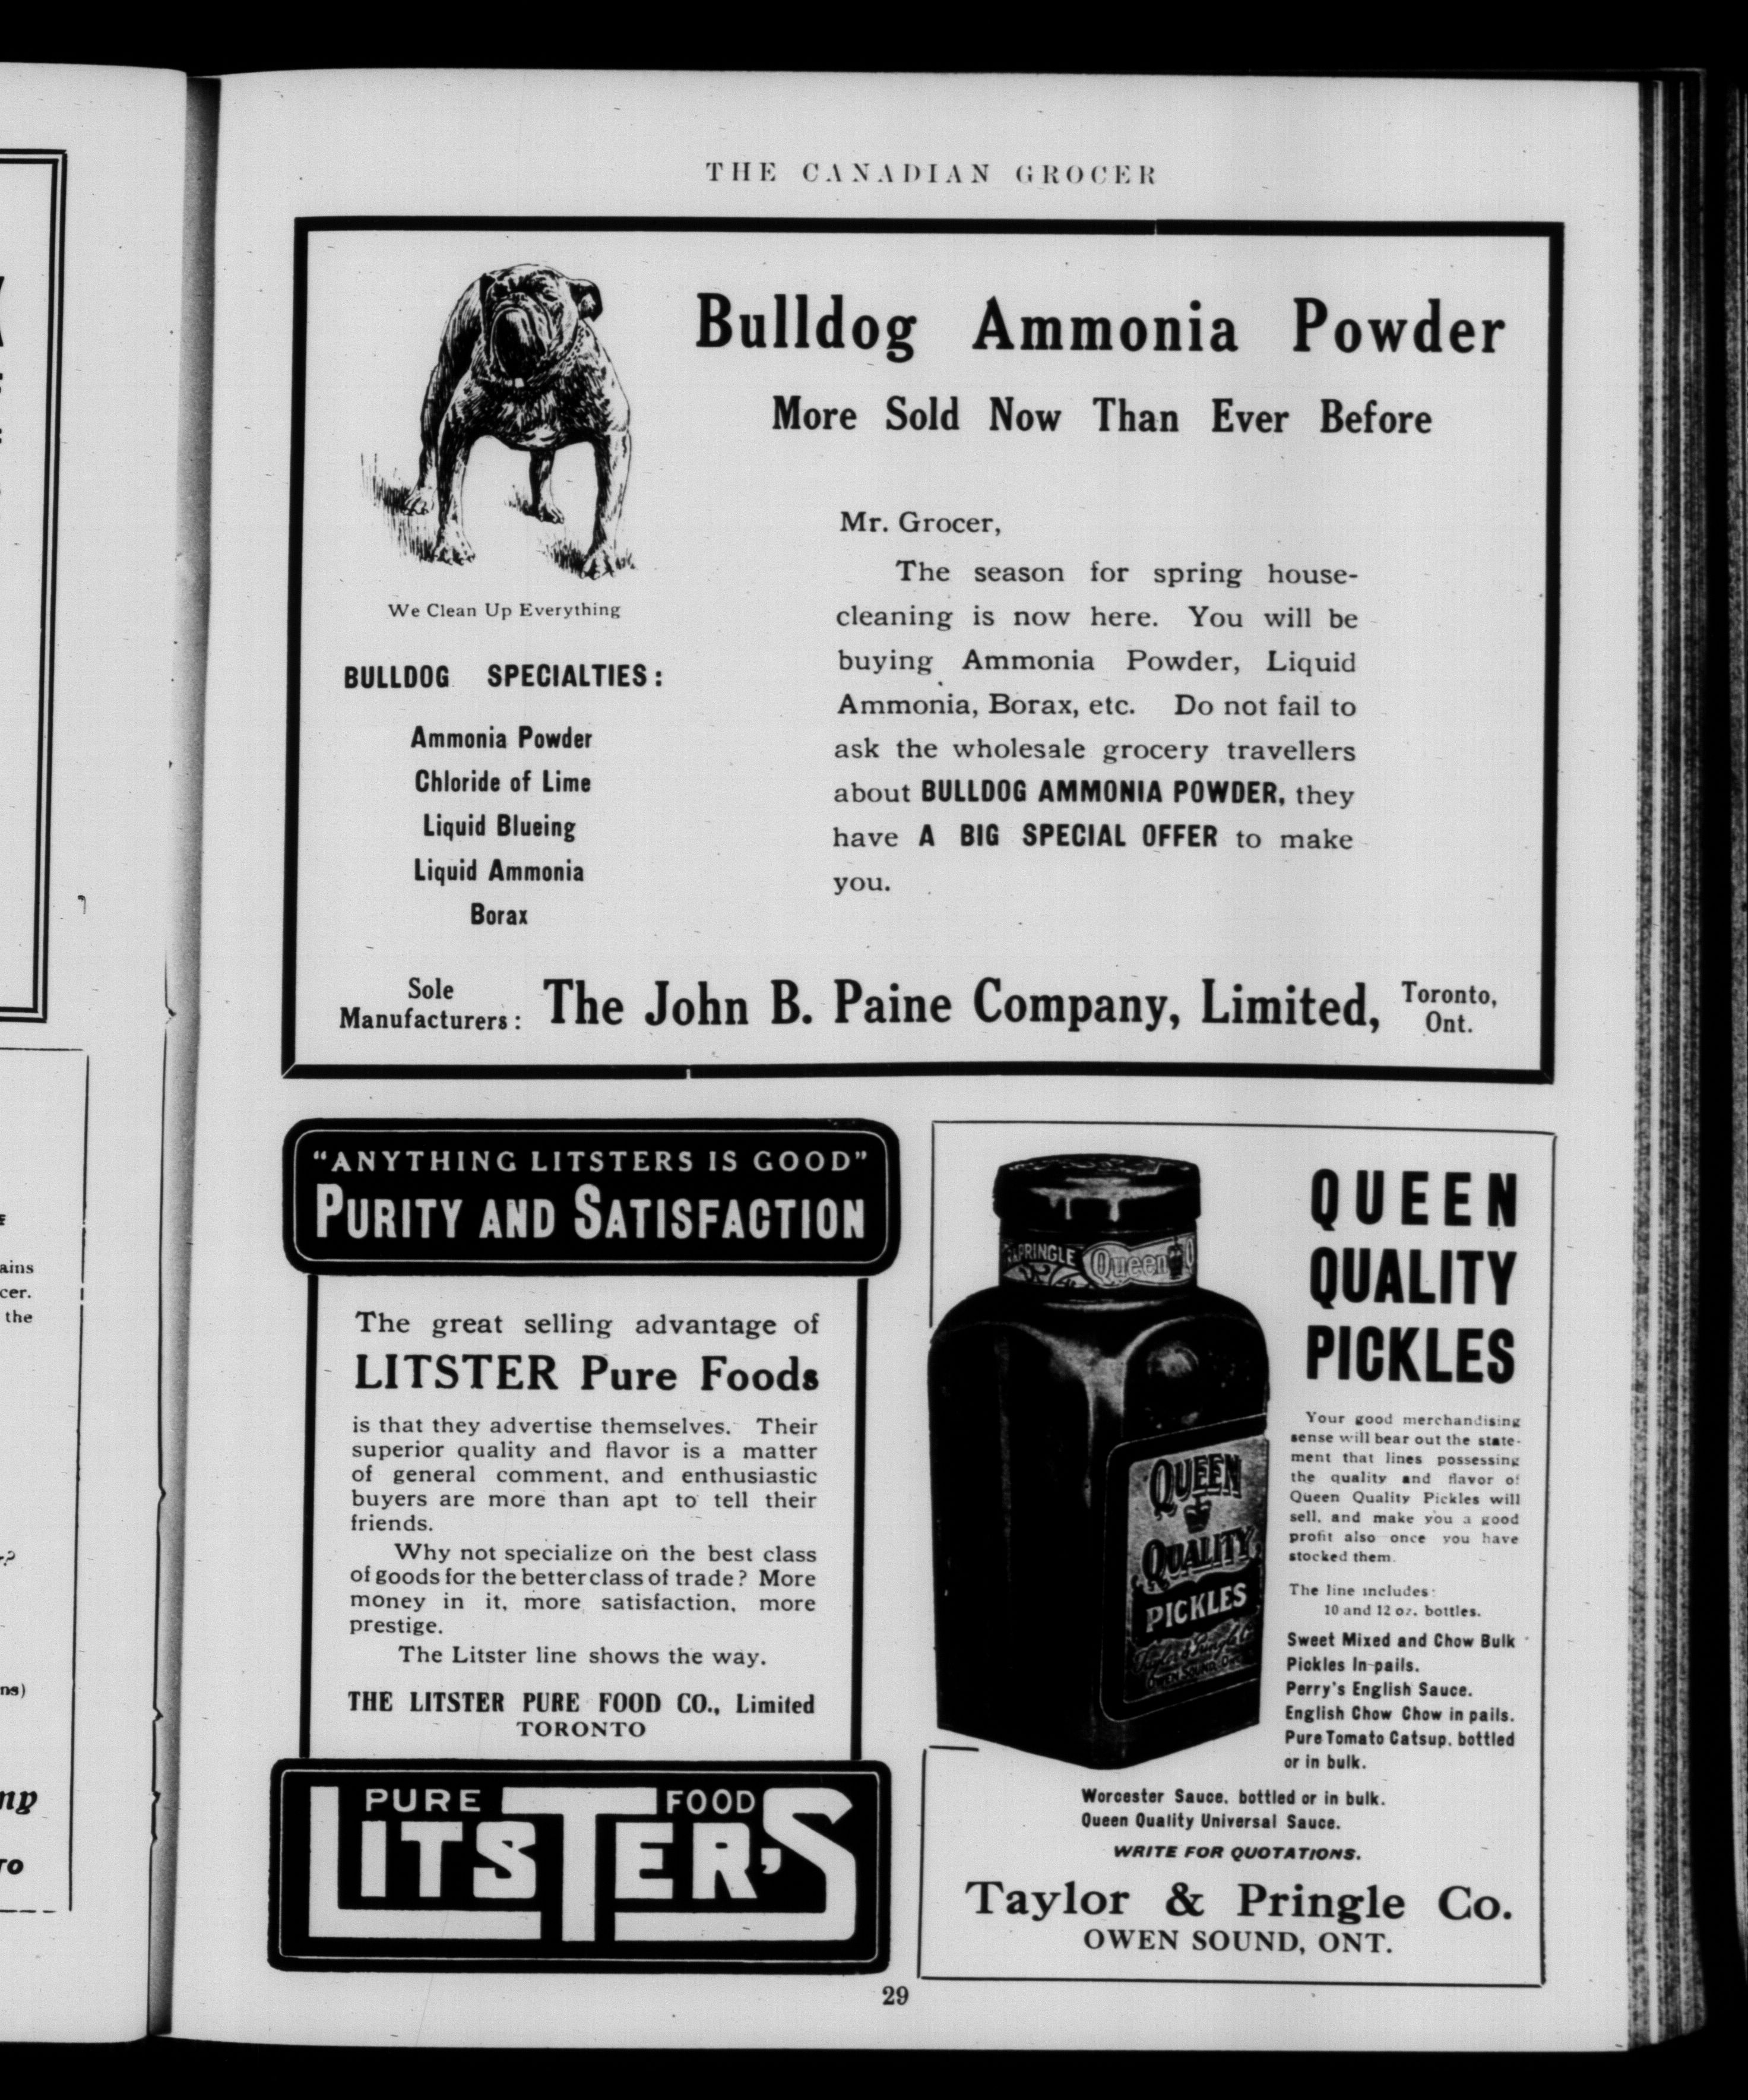 THE CANADIAN GROCER
Bulldog Ammonia Powder
More Sold Now Than Ever Before
We Clean Up Everything
BULLDOG SPECIALTIES:
Ammonia Powder
Chloride of Lime
Liquid Blueing
Liquid Ammonia
Borax
Mr. Grocer,
The season for spring house-
cleaning is now here. You will be
buying Ammonia Powder, Liquid
Ammonia, Borax, etc. Do not fail to
ask the wholesale grocery travellers
about BULLDOG AMMONIA POWDER, they
have A BIG SPECIAL OFFER to make
you.
Sole
Manufacturers:
The John B. Paine Company, Limited,
Toronto,
Ont.
"ANYTHING LITSTERS IS GOOD"
PURITY AND SATISFACTION
The great selling advantage of
LITSTER Pure Foods
is that they advertise themselves. Their
superior quality and flavor is a matter
of general comment, and enthusiastic
buyers are more than apt to tell their
friends.
Why not specialize on the best class
of goods for the better class of trade? More
money in it, more satisfaction, more
prestige.
The Litster line shows the way.
THE LITSTER PURE FOOD CO., Limited
TORONTO
PURE FOOD
LITSTER'S
PRINGLE Queen Q
QUEEN
QUALITY
PICKLES
Taylor & Pringle Co
OWEN SOUND, ONT
QUEEN
QUALITY
PICKLES
Your good merchandising
sense will bear out the state-
ment that lines possessing
the quality and flavor of
Queen Quality Pickles will
sell, and make you a good
profit also once you have
stocked them.
The line includes:
10 and 12 oz. bottles.
Sweet Mixed and Chow Bulk
Pickles In pails.
Perry's English Sauce.
English Chow Chow in pails.
Pure Tomato Catsup, bottled
or in bulk.
Worcester Sauce, bottled or in bulk.
Queen Quality Universal Sauce.
WRITE FOR QUOTATIONS.
Taylor & Pringle Co.
OWEN SOUND, ONT.
29
ains
cer.
the
ns)